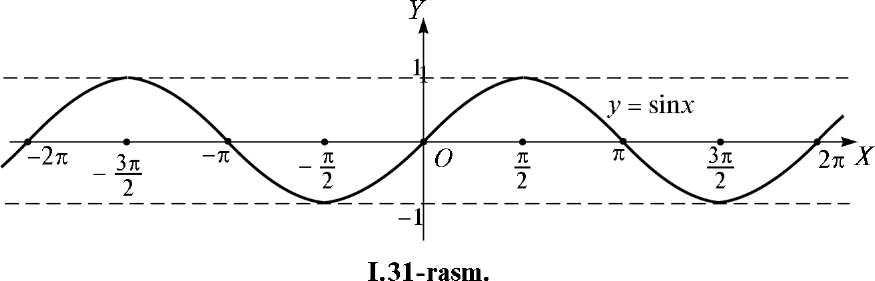 Y
1
y = sinx
−2π
− 3π/2
−π
− π/2
O
π/2
π
3π/2
2π
X
−1
I.31-rasm.